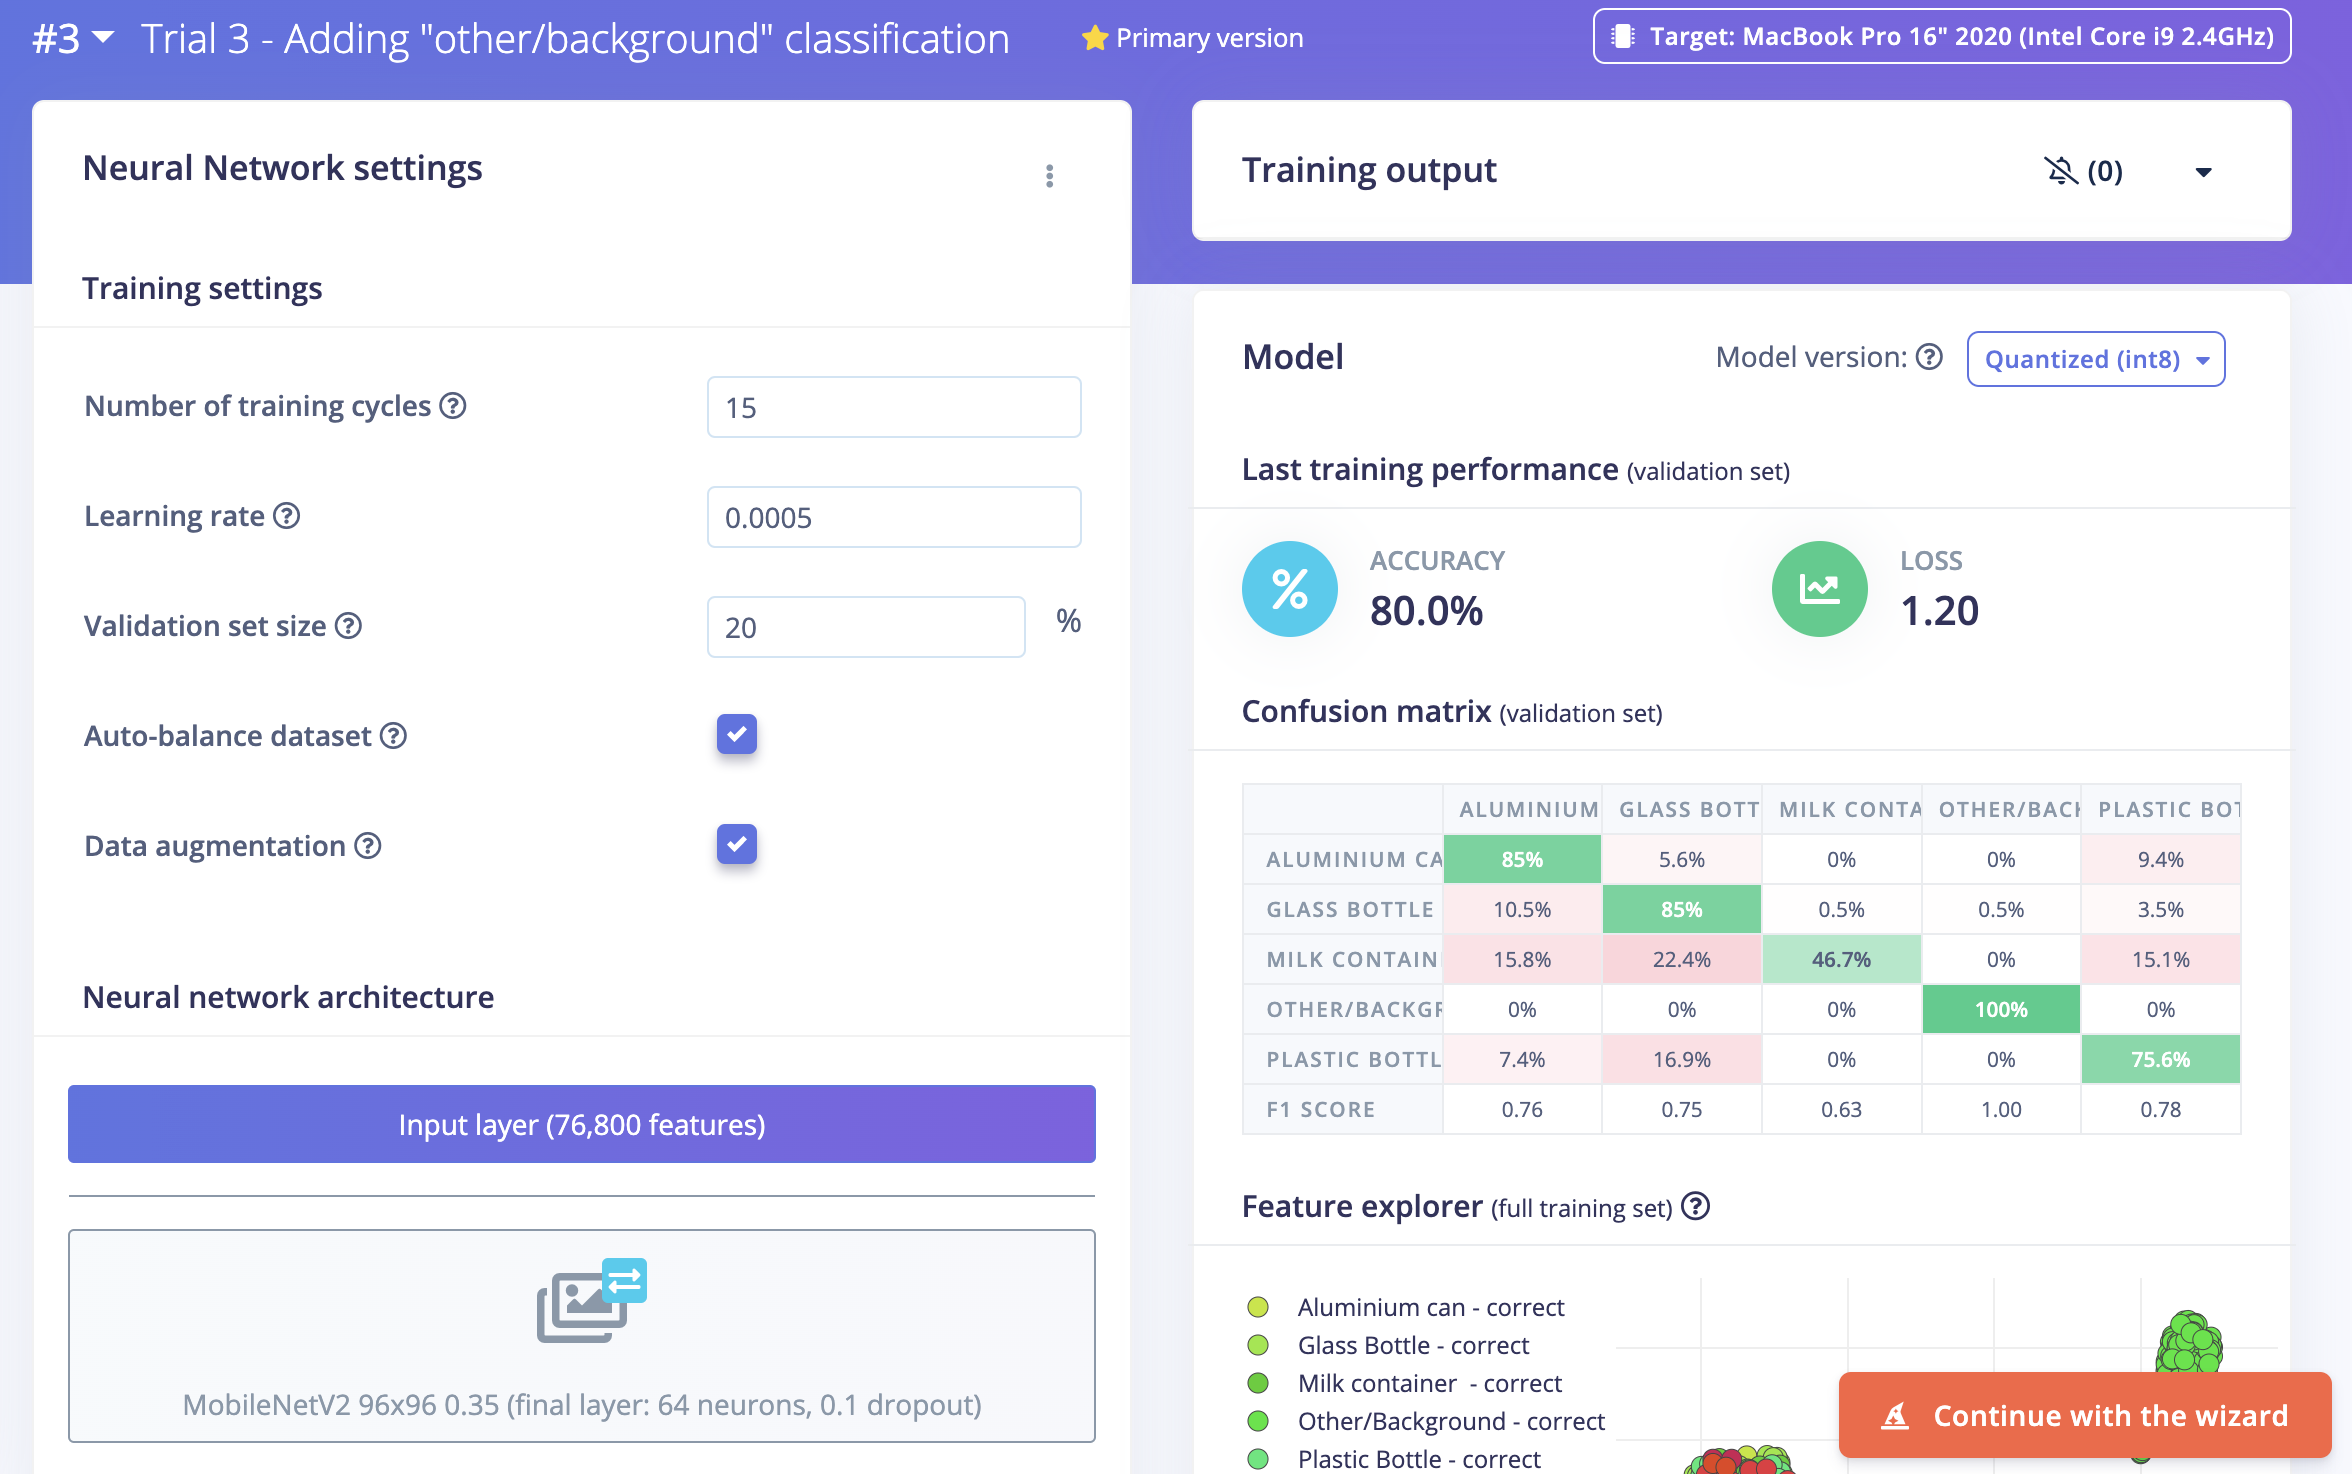 #3 Trial 3 - Adding "other/background" classification
Primary version
Target: MacBook Pro 16" 2020 (Intel Core i9 2.4GHz)
Neural Network settings
Training settings
Number of training cycles
15
Learning rate
0.0005
Validation set size
20
%
Auto-balance dataset
Data augmentation
Neural network architecture
Input layer (76,800 features)
MobileNetV2 96x96 0.35 (final layer: 64 neurons, 0.1 dropout)
Training output
(0)
Model
Model version:
Quantized (int8)
Last training performance (validation set)
%
ACCURACY
80.0%
LOSS
1.20
Confusion matrix (validation set)
ALUMINIUM GLASS BOTT MILK CONTA OTHER/BACK PLASTIC BOT
ALUMINIUM CA 85% 5.6% 0% 0% 9.4%
GLASS BOTTLE 10.5% 85% 0.5% 0.5% 3.5%
MILK CONTAIN 15.8% 22.4% 46.7% 0% 15.1%
OTHER/BACKGR 0% 0% 0% 100% 0%
PLASTIC BOTTL 7.4% 16.9% 0% 0% 75.6%
F1 SCORE 0.76 0.75 0.63 1.00 0.78
Feature explorer (full training set)
Aluminium can - correct
Glass Bottle - correct
Milk container - correct
Other/Background - correct
Plastic Bottle - correct
Continue with the wizard